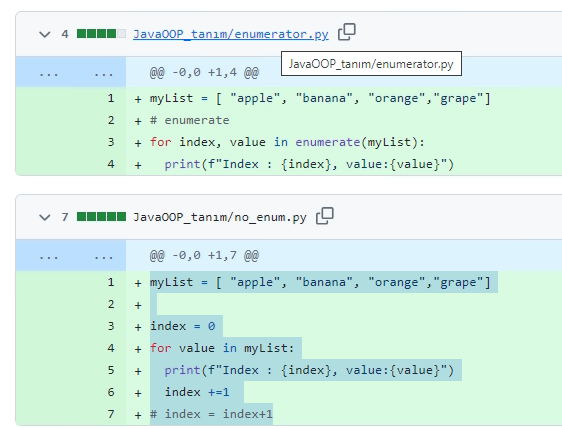 4 JavaOOP_tanım/enumerator.py
JavaOOP_tanım/enumerator.py
... ... @@ -0,0 +1,4 @@
1 + myList = [ "apple", "banana", "orange","grape"]
2 + # enumerate
3 + for index, value in enumerate(myList):
4 +   print(f"Index : {index}, value:{value}")
7 JavaOOP_tanım/no_enum.py
... ... @@ -0,0 +1,7 @@
1 + myList = [ "apple", "banana", "orange","grape"]
2 +
3 + index = 0
4 + for value in myList:
5 +   print(f"Index : {index}, value:{value}")
6 +   index +=1
7 + # index = index+1